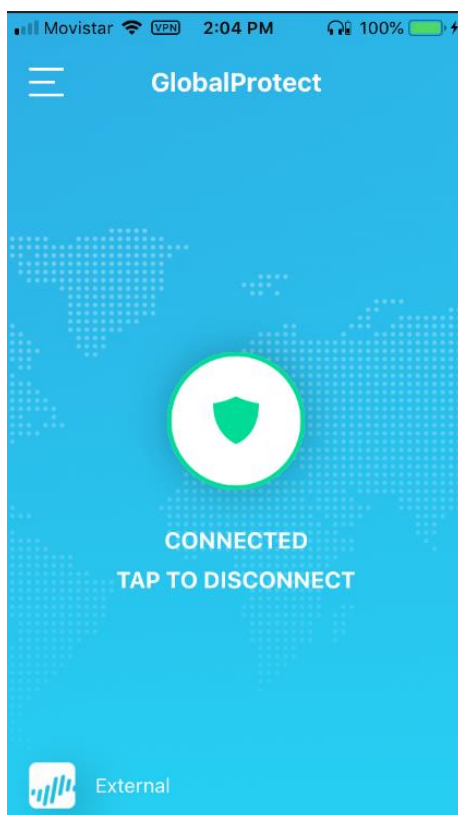 Movistar VPN 2:04 PM 100%
GlobalProtect
CONNECTED
TAP TO DISCONNECT
External